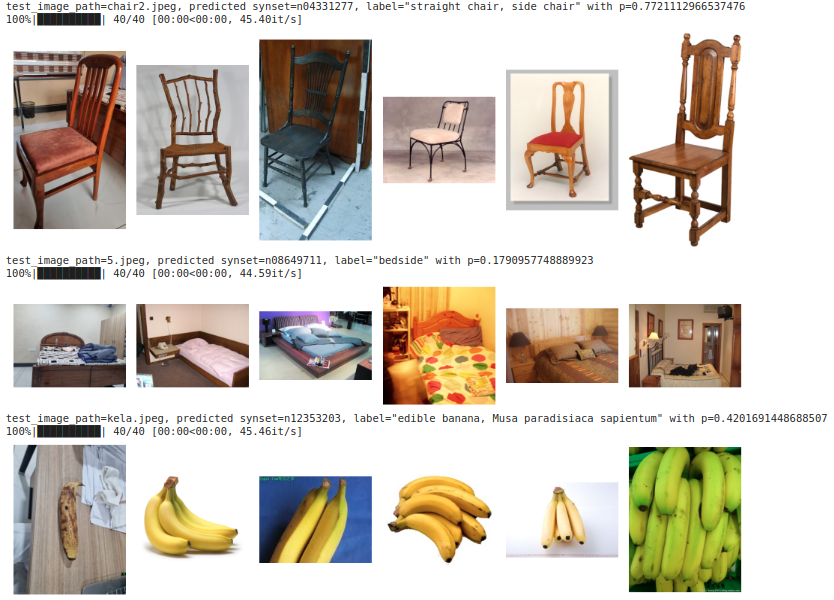 test_image_path=chair2.jpeg, predicted synset=n04331277, label="straight chair, side chair" with p=0.7721112966537476
100%|██████████| 40/40 [00:00<00:00, 45.40it/s]
test_image_path=5.jpeg, predicted synset=n08649711, label="bedside" with p=0.1790957748889923
100%|██████████| 40/40 [00:00<00:00, 44.59it/s]
test_image_path=kela.jpeg, predicted synset=n12353203, label="edible banana, Musa paradisiaca sapientum" with p=0.4201691448688507
100%|██████████| 40/40 [00:00<00:00, 45.46it/s]